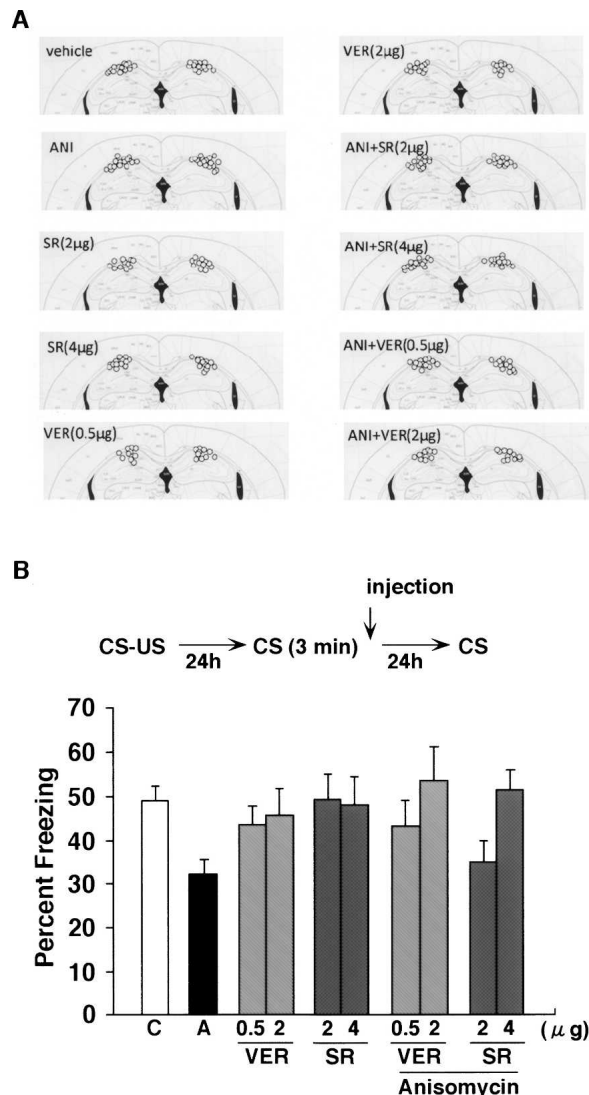 A
vehicle
VER(2µg)
ANI
ANI+SR(2µg)
SR(2µg)
ANI+SR(4µg)
SR(4µg)
ANI+VER(0.5µg)
VER(0.5µg)
ANI+VER(2µg)
B
injection
CS-US 24h CS (3 min) 24h CS
Percent Freezing
70
60
50
40
30
20
10
0
C A 0.5 2 2 4 0.5 2 2 4 (μg)
VER SR VER SR
Anisomycin